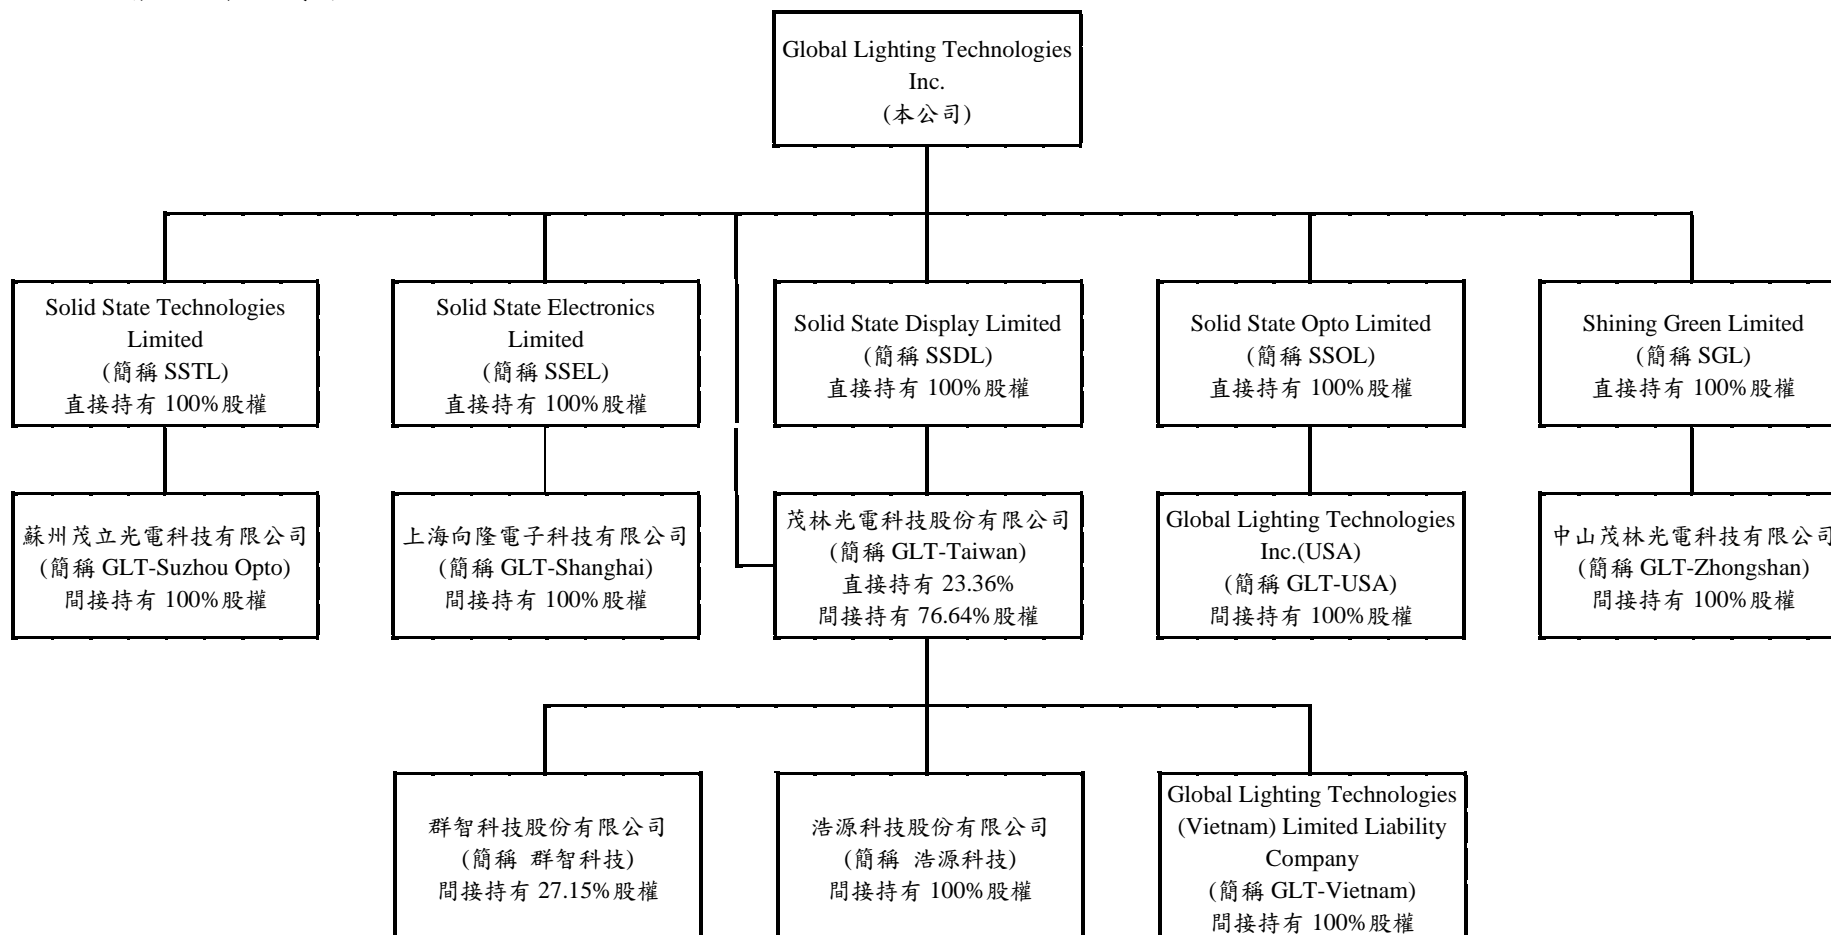 Global Lighting Technologies
Inc.
(本公司)
Solid State Technologies
Limited
(簡稱 SSTL)
直接持有 100%股權
Solid State Electronics
Limited
(簡稱 SSEL)
直接持有 100%股權
Solid State Display Limited
(簡稱 SSDL)
直接持有 100%股權
Solid State Opto Limited
(簡稱 SSOL)
直接持有 100%股權
Shining Green Limited
(簡稱 SGL)
直接持有 100%股權
蘇州茂立光電科技有限公司
(簡稱 GLT-Suzhou Opto)
間接持有 100%股權
上海向隆電子科技有限公司
(簡稱 GLT-Shanghai)
間接持有 100%股權
茂林光電科技股份有限公司
(簡稱 GLT-Taiwan)
直接持有 23.36%
間接持有 76.64%股權
Global Lighting Technologies
Inc.(USA)
(簡稱 GLT-USA)
間接持有 100%股權
中山茂林光電科技有限公司
(簡稱 GLT-Zhongshan)
間接持有 100%股權
群智科技股份有限公司
(簡稱 群智科技)
間接持有 27.15%股權
浩源科技股份有限公司
(簡稱 浩源科技)
間接持有 100%股權
Global Lighting Technologies
(Vietnam) Limited Liability
Company
(簡稱 GLT-Vietnam)
間接持有 100%股權